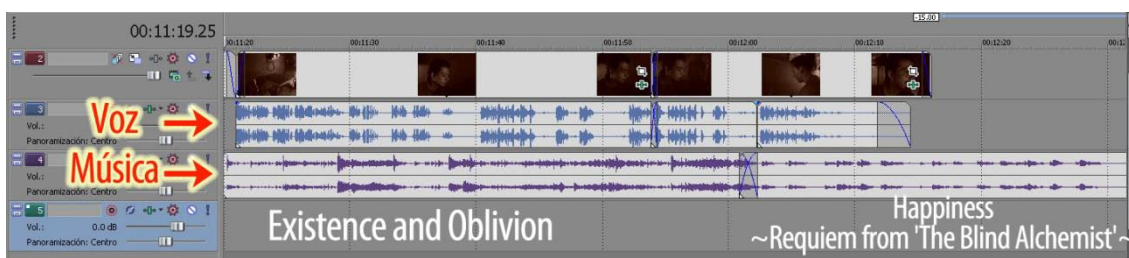 00:11:19.25
-15.80
00:11:20 00:11:30 00:11:40 00:11:50 00:12:00 00:12:10 00:12:20
2
3
Voz
Vol.:
Panoramización: Centro
4
Música
Vol.:
Panoramización: Centro
5
Vol.: 0.0 dB
Panoramización: Centro
Existence and Oblivion
Happiness
~Requiem from 'The Blind Alchemist'~